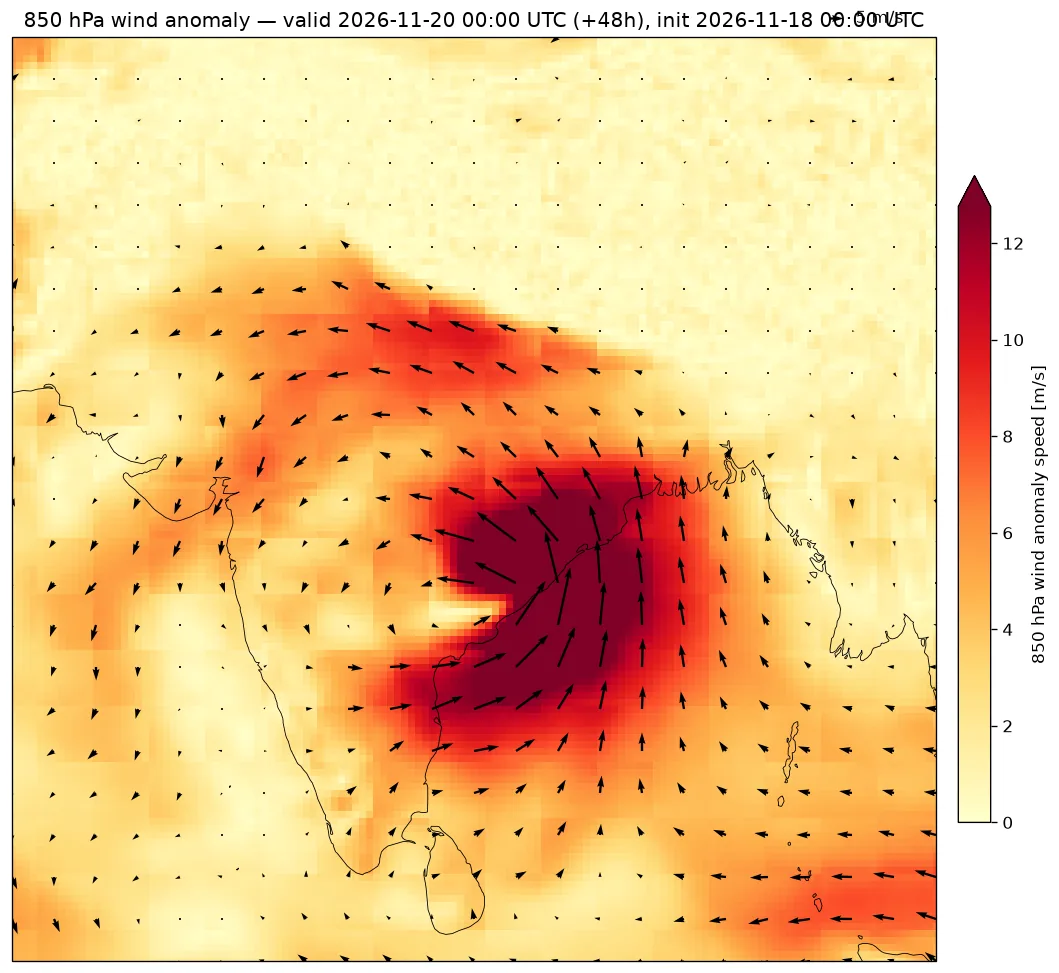 850 hPa wind anomaly — valid 2026-11-20 00:00 UTC (+48h), init 2026-11-18 00:00 UTC
5 m/s
12
10
8
6
4
2
0
850 hPa wind anomaly speed [m/s]